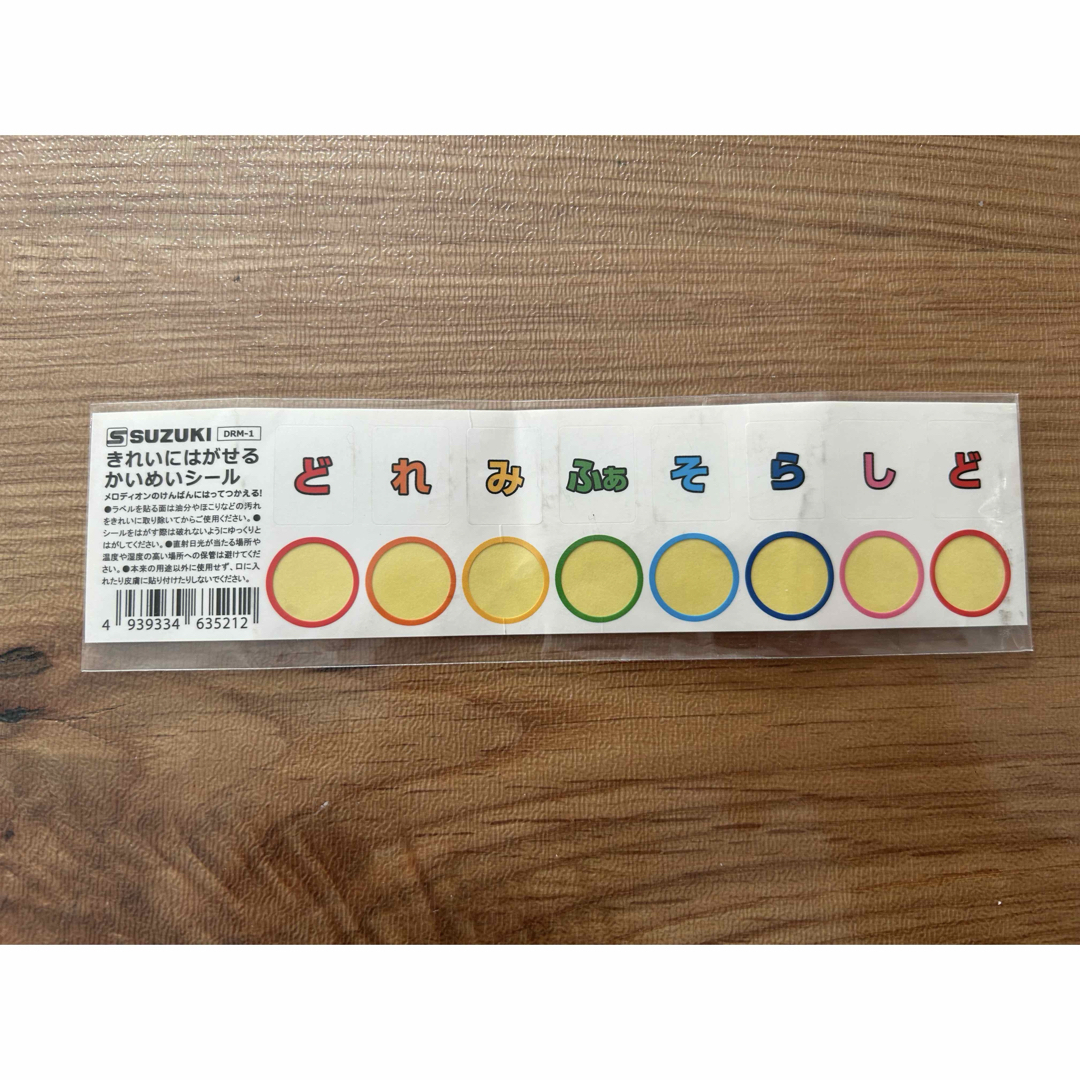 SUZUKI DRM-1
きれいにはがせる
かいめいシール
メロディオンのけんばんにはってつかえる!
●ラベルを貼る面は油分やほこりなどの汚れ
をきれいに取り除いてからご使用ください。●
シールをはがす際は破れないようにゆっくりと
はがしてください。●直射日光が当たる場所や
温度や湿度の高い場所への保管は避けてくだ
さい。●本来の用途以外に使用せず、口に入
れたり皮膚に貼り付けたりしないでください。
4 939334 635212
ど れ み ふぁ そ ら し ど